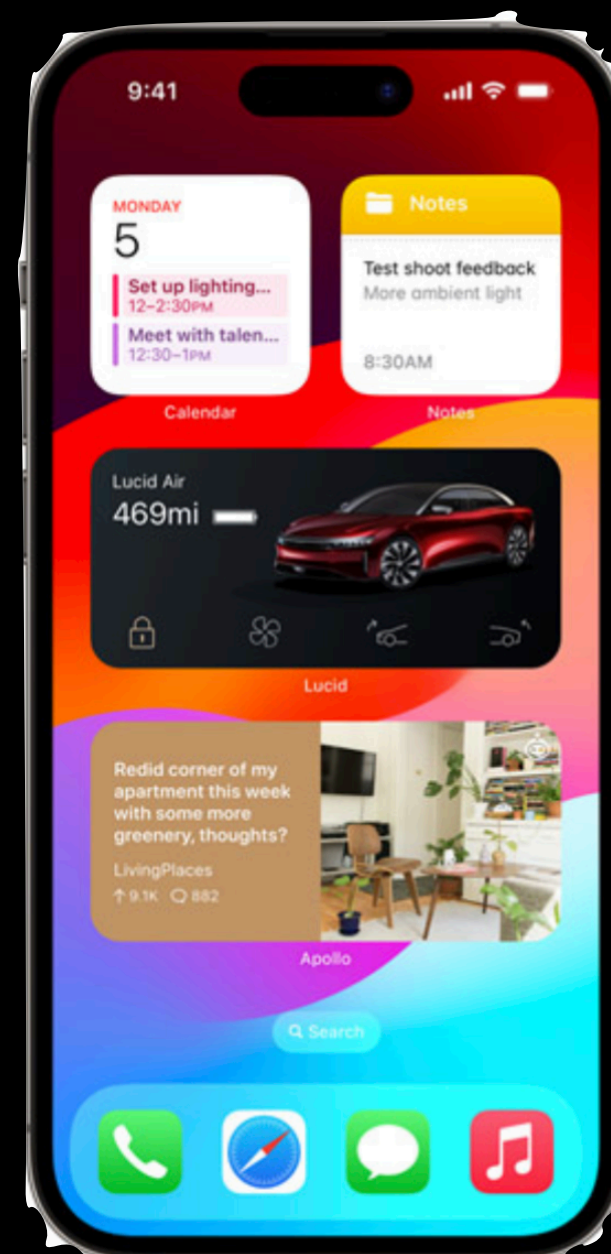 9:41
MONDAY
5
Set up lighting...
12–2:30PM
Meet with talen...
12:30–1PM
Calendar
Notes
Test shoot feedback
More ambient light
8:30AM
Notes
Lucid Air
469mi
Lucid
Redid corner of my
apartment this week
with some more
greenery, thoughts?
LivingPlaces
9.1K 882
Apollo
Search